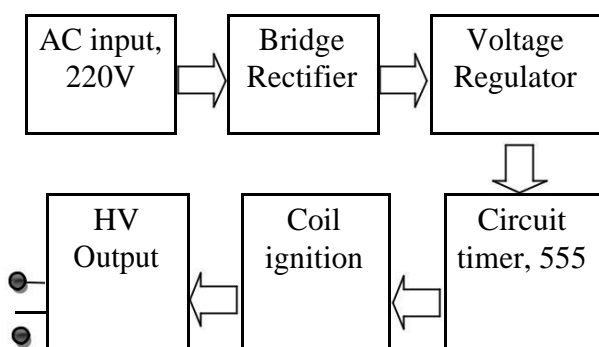 AC input,
220V
Bridge
Rectifier
Voltage
Regulator
HV
Output
Coil
ignition
Circuit
timer, 555